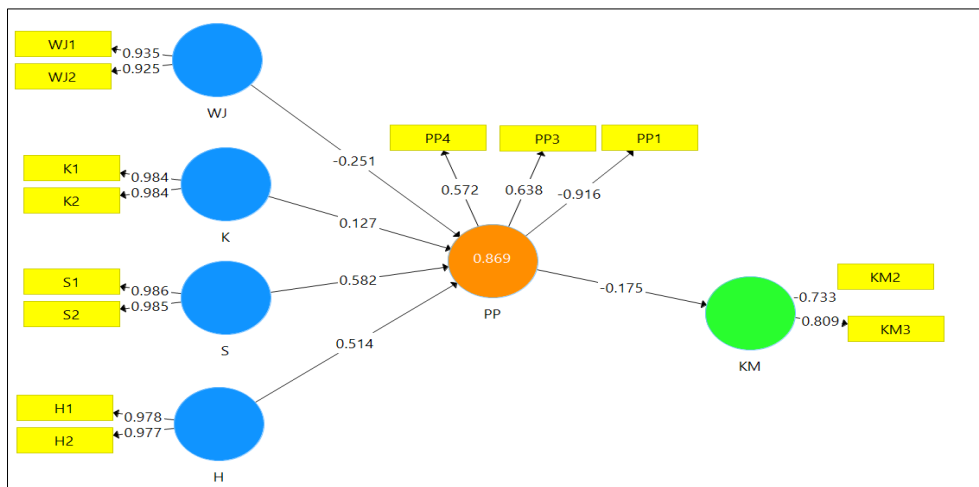 WJ1
0.935
WJ2
0.925
WJ
-0.251
K1
0.984
K2
0.984
K
0.127
S1
0.986
S2
0.985
S
0.582
H1
0.978
H2
0.977
H
0.514
PP4
PP3
PP1
0.572
0.638
-0.916
0.869
PP
-0.175
KM2
-0.733
0.809
KM3
KM